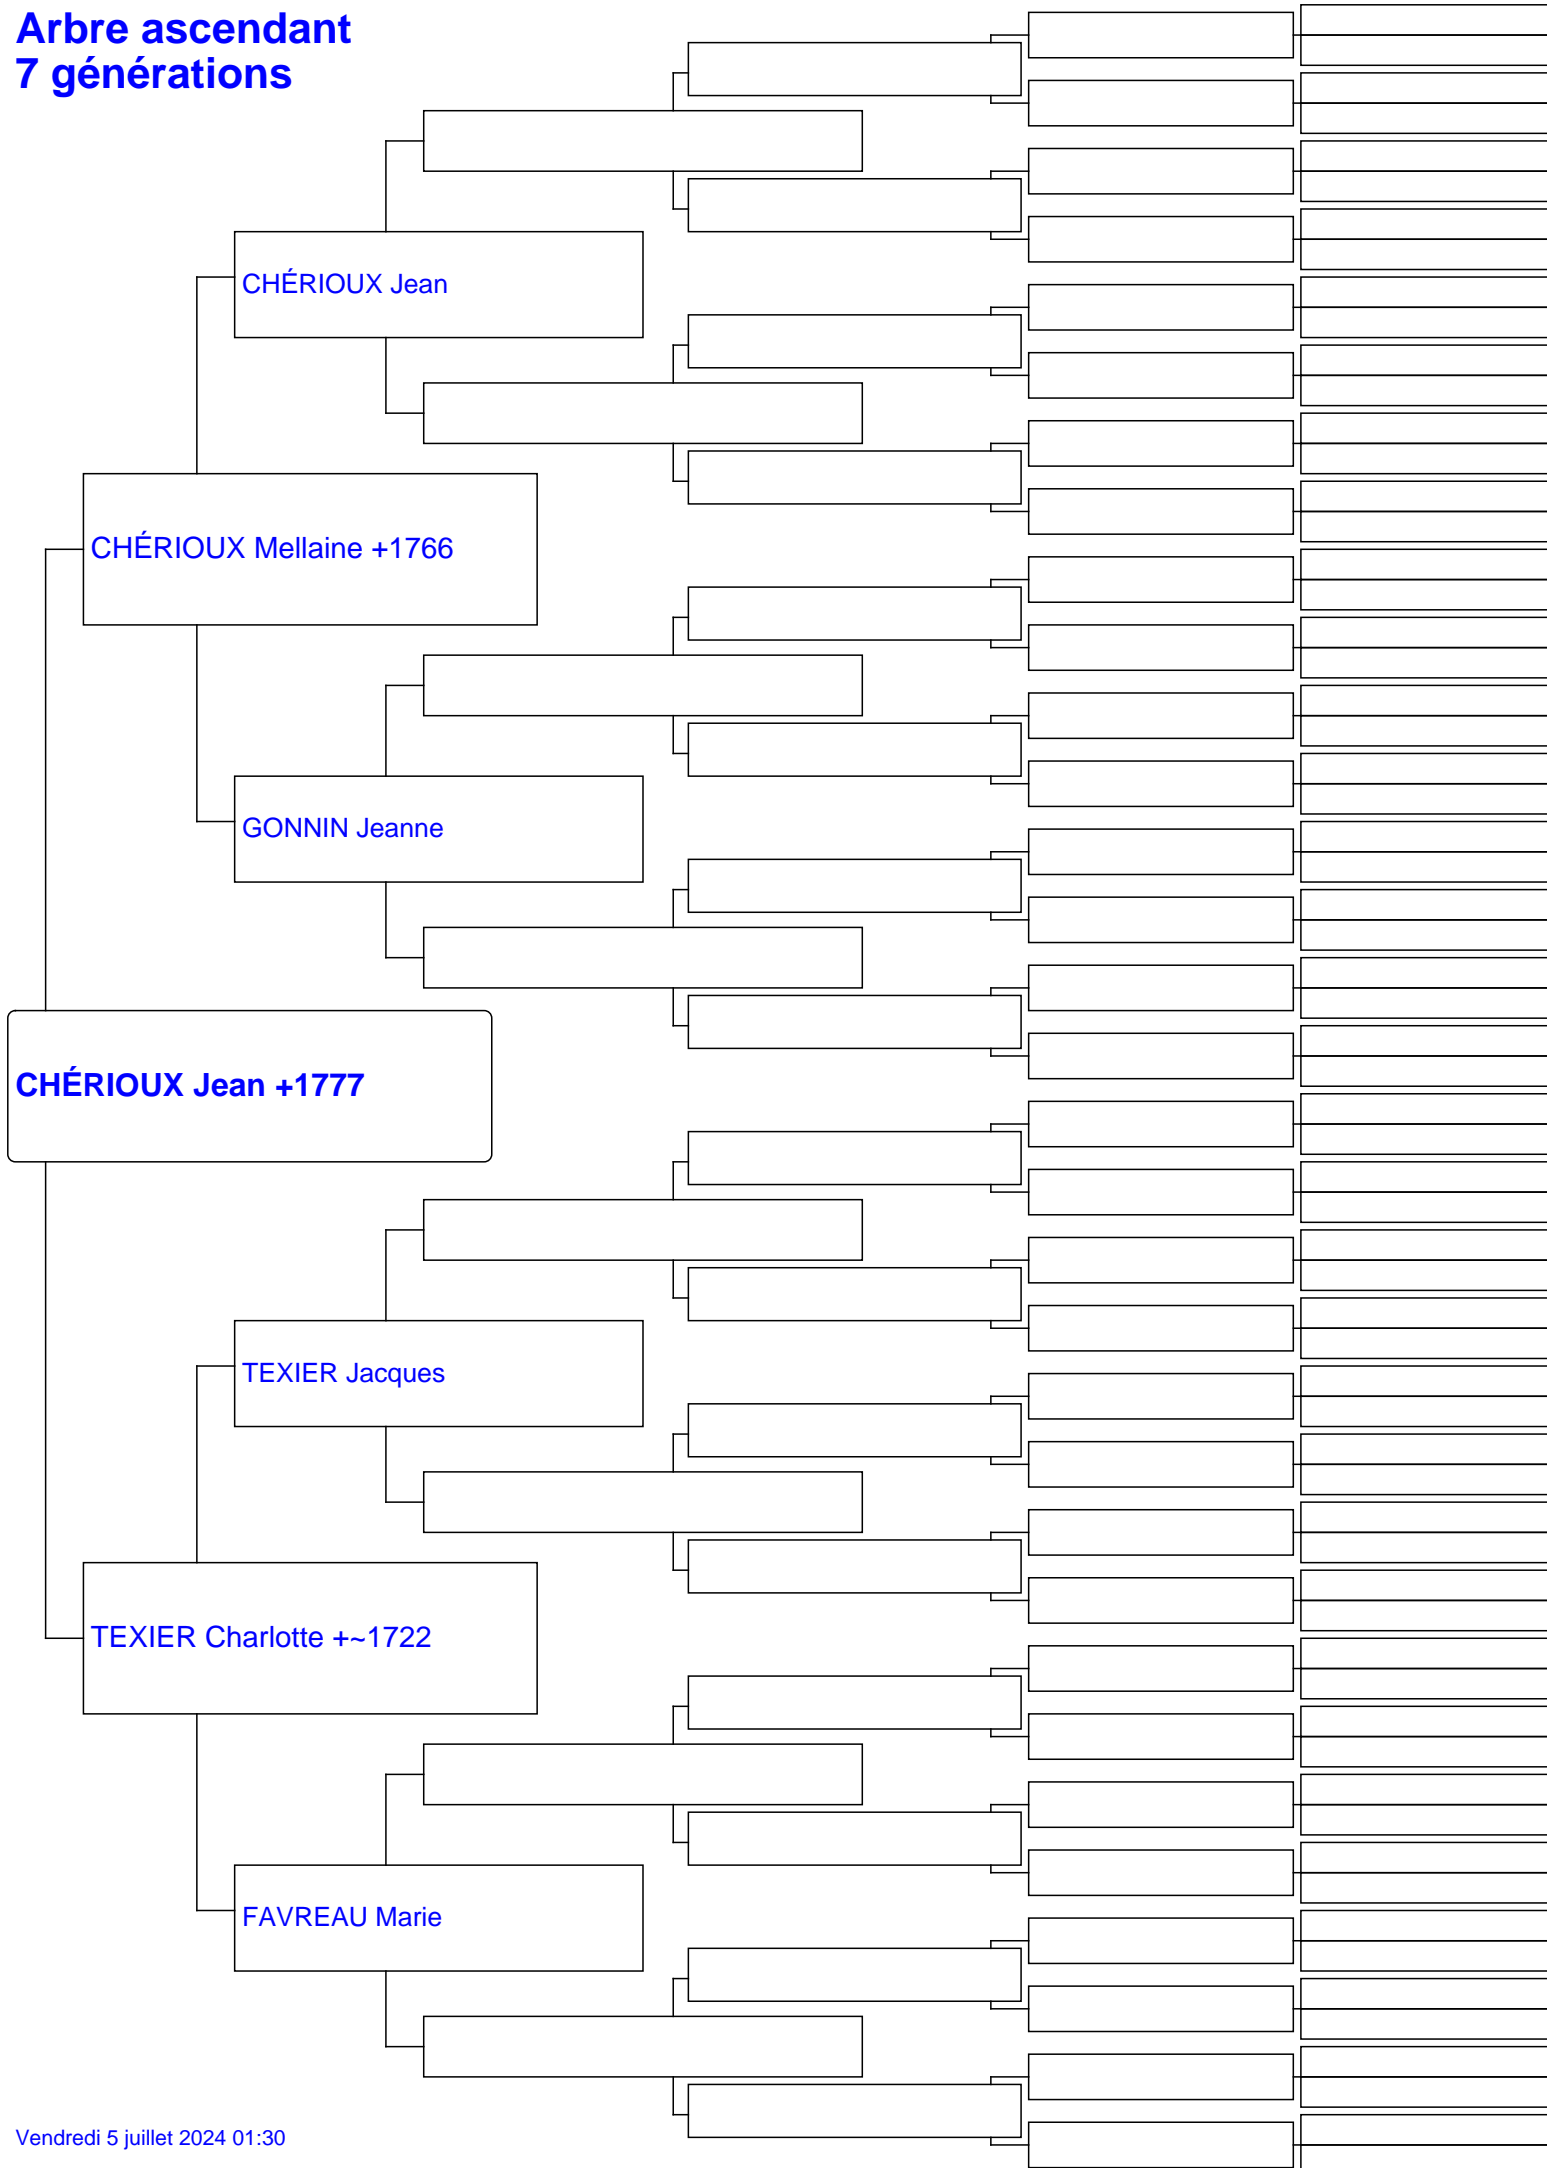 Arbre ascendant
7 générations
CHÉRIOUX Jean
CHÉRIOUX Mellaine +1766
GONNIN Jeanne
CHÉRIOUX Jean +1777
TEXIER Jacques
TEXIER Charlotte +~1722
FAVREAU Marie
Vendredi 5 juillet 2024 01:30